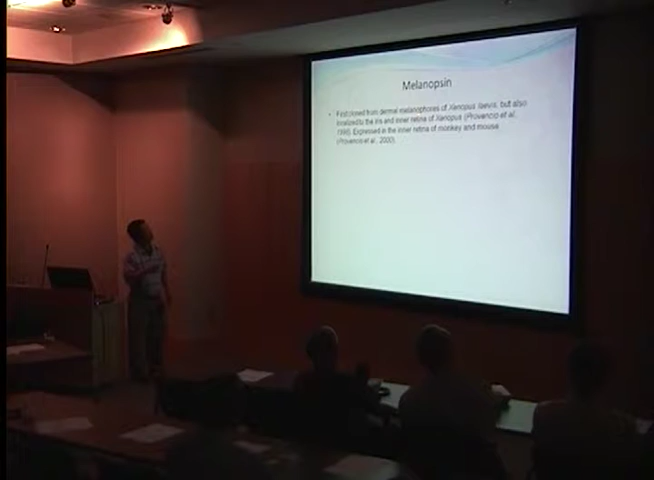 Melanopsin
• First cloned from dermal melanophores of Xenopus laevis, but also
localized to the iris and inner retina of Xenopus (Provencio et al,
1998). Expressed in the inner retina of monkey and mouse
(Provencio et al, 2000).